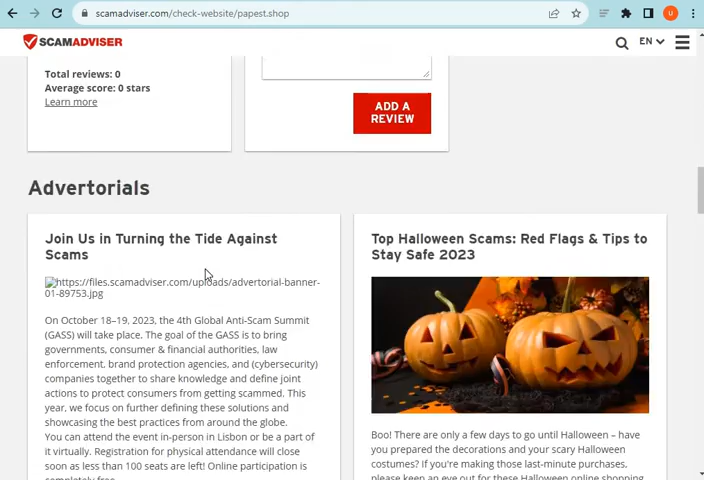 scamadviser.com/check-website/papest.shop
U
SCAMADVISER
EN
Total reviews: 0
Average score: 0 stars
Learn more
ADD A
REVIEW
Advertorials
Join Us in Turning the Tide Against
Scams
https://files.scamadviser.com/uploads/advertorial-banner-
01-89753.jpg
On October 18–19, 2023, the 4th Global Anti-Scam Summit
(GASS) will take place. The goal of the GASS is to bring
governments, consumer & financial authorities, law
enforcement, brand protection agencies, and (cybersecurity)
companies together to share knowledge and define joint
actions to protect consumers from getting scammed. This
year, we focus on further defining these solutions and
showcasing the best practices from around the globe.
You can attend the event in-person in Lisbon or be a part of
it virtually. Registration for physical attendance will close
soon as less than 100 seats are left! Online participation is
completely free.
Top Halloween Scams: Red Flags & Tips to
Stay Safe 2023
Boo! There are only a few days to go until Halloween – have
you prepared the decorations and your scary Halloween
costumes? If you're making those last-minute purchases,
please keep an eye out for these Halloween online shopping